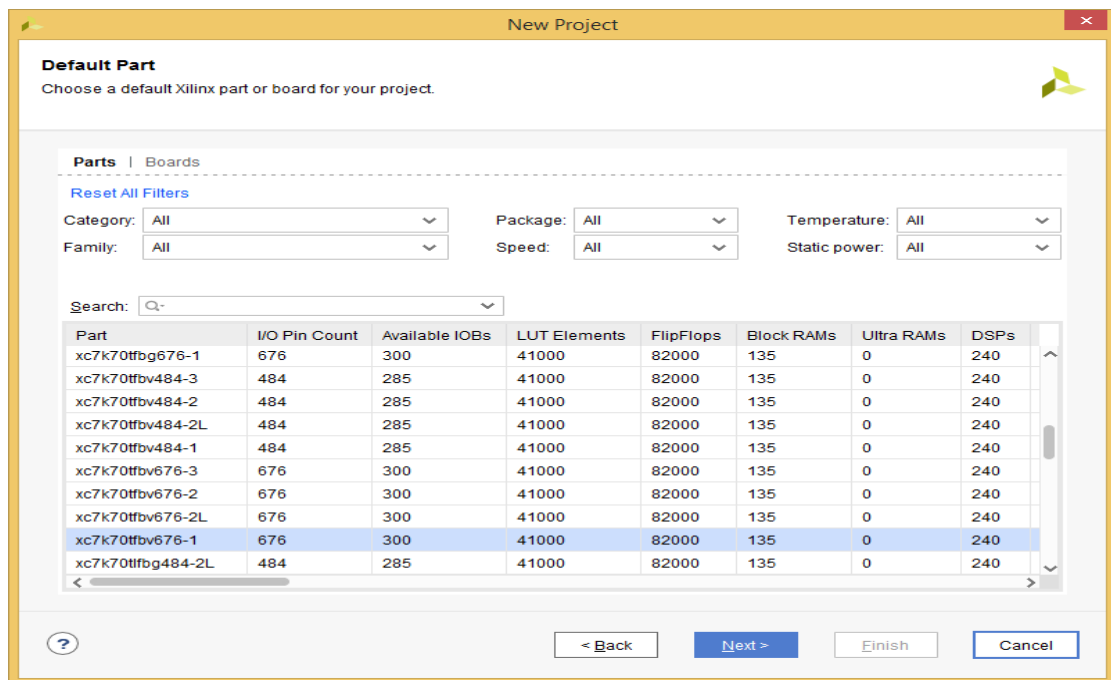 New Project
Default Part
Choose a default Xilinx part or board for your project.
Parts | Boards
Reset All Filters
Category: All Package: All Temperature: All
Family: All Speed: All Static power: All
Search: Q-
Part I/O Pin Count Available IOBs LUT Elements FlipFlops Block RAMs Ultra RAMs DSPs
xc7k70tfbg676-1 676 300 41000 82000 135 0 240
xc7k70tfbv484-3 484 285 41000 82000 135 0 240
xc7k70tfbv484-2 484 285 41000 82000 135 0 240
xc7k70tfbv484-2L 484 285 41000 82000 135 0 240
xc7k70tfbv484-1 484 285 41000 82000 135 0 240
xc7k70tfbv676-3 676 300 41000 82000 135 0 240
xc7k70tfbv676-2 676 300 41000 82000 135 0 240
xc7k70tfbv676-2L 676 300 41000 82000 135 0 240
xc7k70tfbv676-1 676 300 41000 82000 135 0 240
xc7k70tlfbg484-2L 484 285 41000 82000 135 0 240
? < Back Next > Finish Cancel